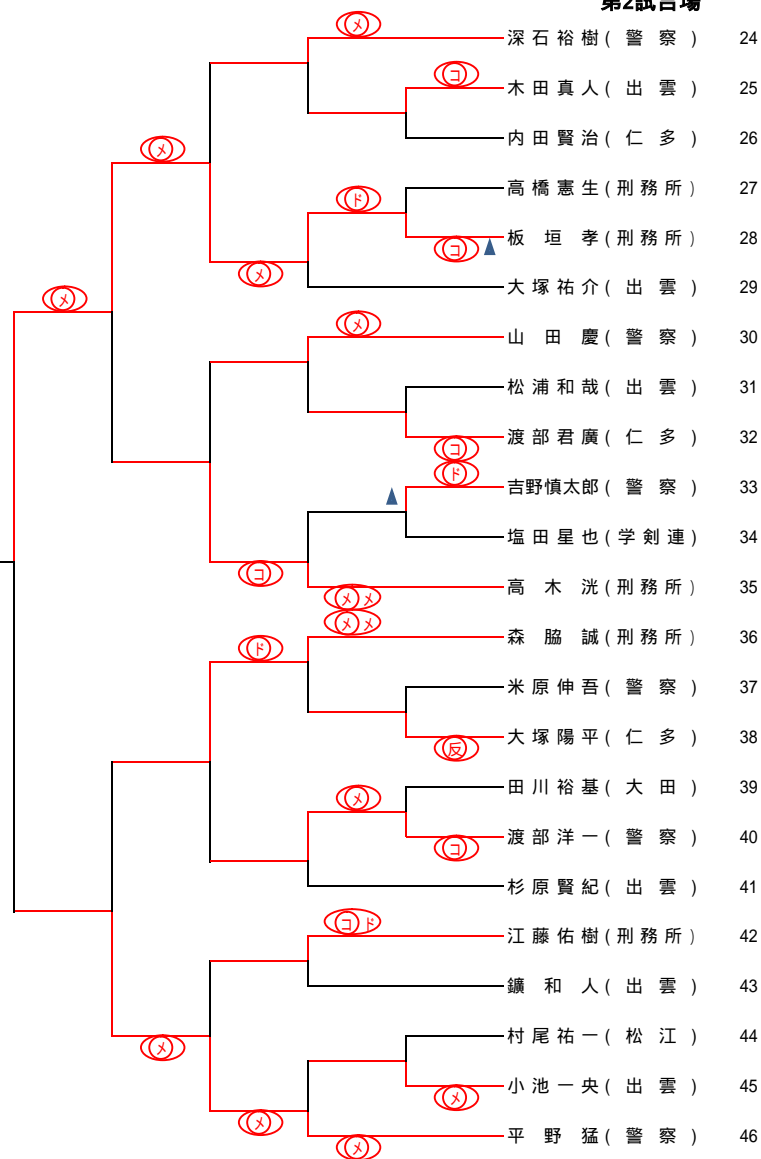 第2試合場
メ
深石裕樹(警察) 24
コ
木田真人(出雲) 25
内田賢治(仁多) 26
メ
高橋憲生(刑務所) 27
ド
板垣孝(刑務所) 28
コ
メ
大塚祐介(出雲) 29
メ
メ
山田慶(警察) 30
松浦和哉(出雲) 31
渡部君廣(仁多) 32
コ
ド
吉野慎太郎(警察) 33
塩田星也(学剣連) 34
コ
高木洸(刑務所) 35
メメ
メメ
森脇誠(刑務所) 36
ド
米原伸吾(警察) 37
大塚陽平(仁多) 38
反
田川裕基(大田) 39
メ
渡部洋一(警察) 40
コ
杉原賢紀(出雲) 41
コド
江藤佑樹(刑務所) 42
鑛和人(出雲) 43
村尾祐一(松江) 44
メ
小池一央(出雲) 45
メ
メ
平野猛(警察) 46
メ